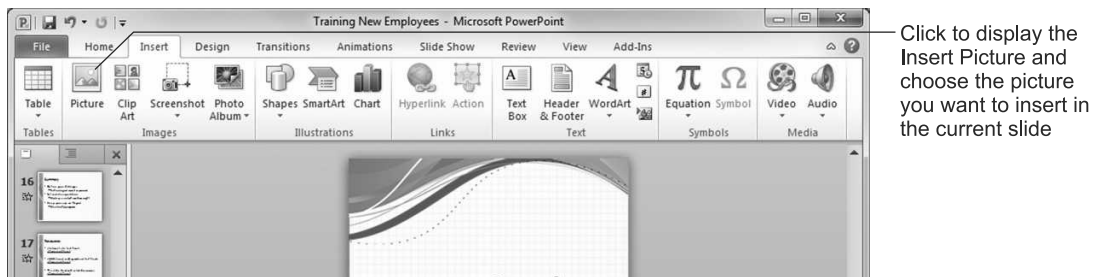 Training New Employees - Microsoft PowerPoint
File Home Insert Design Transitions Animations Slide Show Review View Add-Ins
Table Picture Clip Art Screenshot Photo Album Shapes SmartArt Chart Hyperlink Action Text Box Header & Footer WordArt Equation Symbol Video Audio
Tables Images Illustrations Links Text Symbols Media
Click to display the
Insert Picture and
choose the picture
you want to insert in
the current slide
16
Summary
17